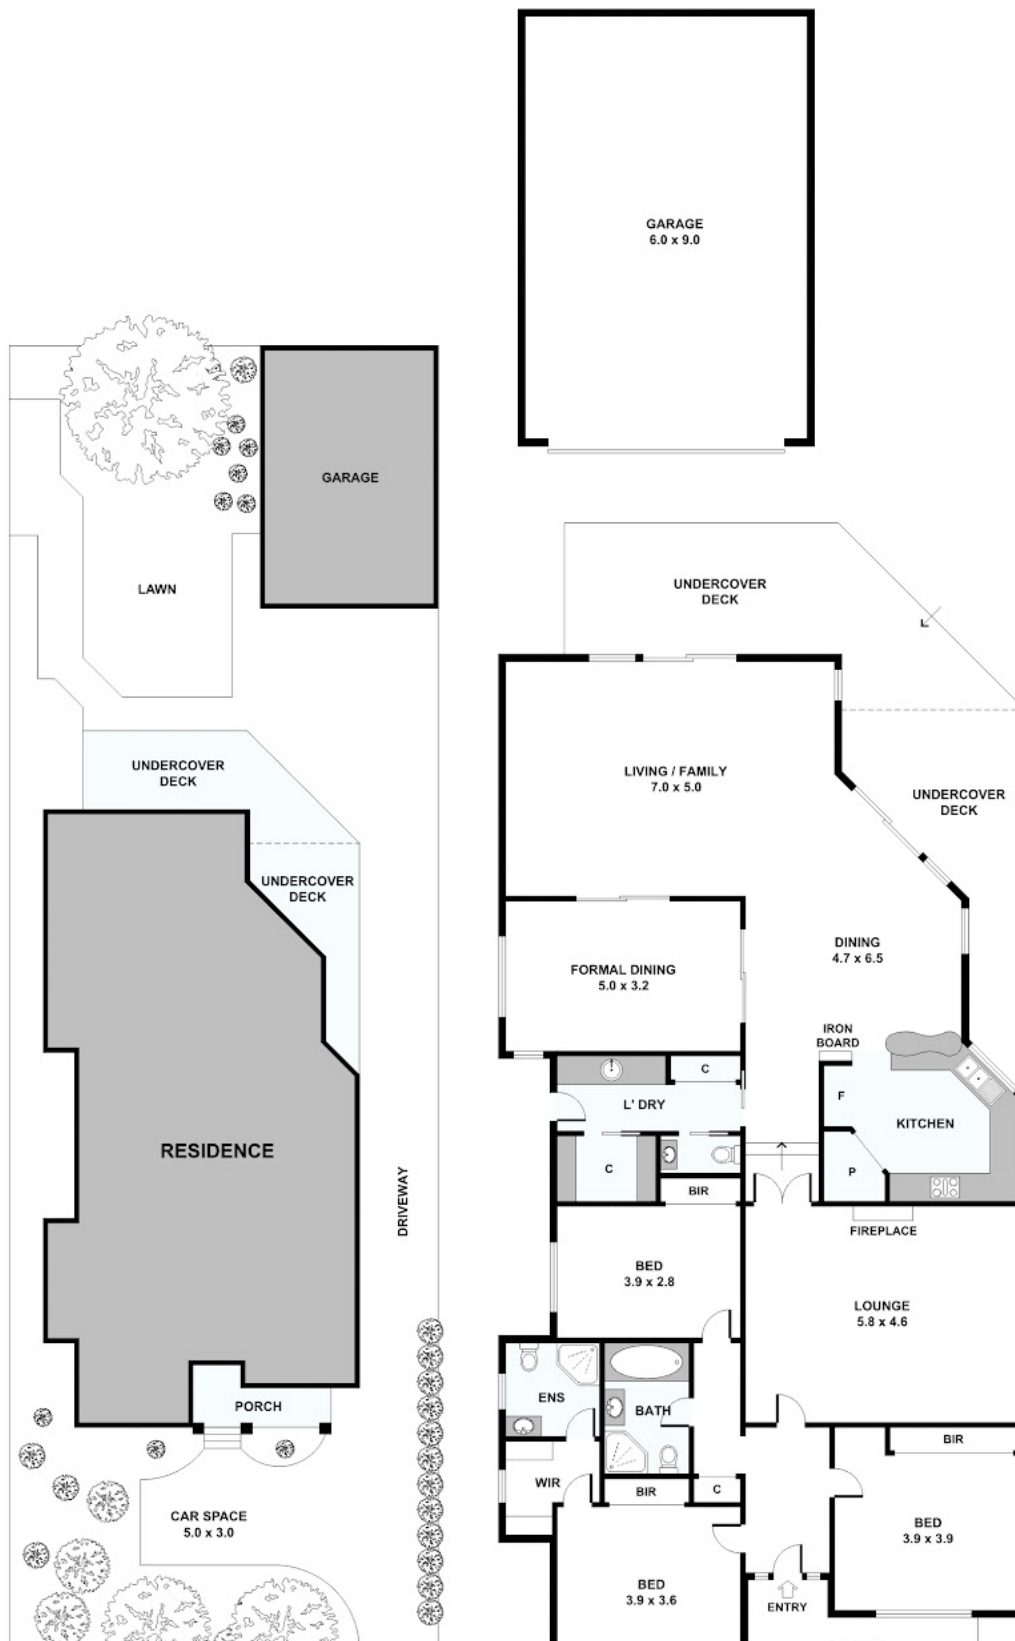 GARAGE
6.0 x 9.0
GARAGE
LAWN
UNDERCOVER
DECK
UNDERCOVER
DECK
RESIDENCE
DRIVEWAY
PORCH
CAR SPACE
5.0 x 3.0
UNDERCOVER
DECK
L
LIVING / FAMILY
7.0 x 5.0
UNDERCOVER
DECK
DINING
4.7 x 6.5
FORMAL DINING
5.0 x 3.2
IRON
BOARD
C
L' DRY
F
KITCHEN
C
P
BIR
FIREPLACE
BED
3.9 x 2.8
LOUNGE
5.8 x 4.6
ENS
BATH
BIR
WIR
BIR
C
BED
3.9 x 3.9
BED
3.9 x 3.6
ENTRY